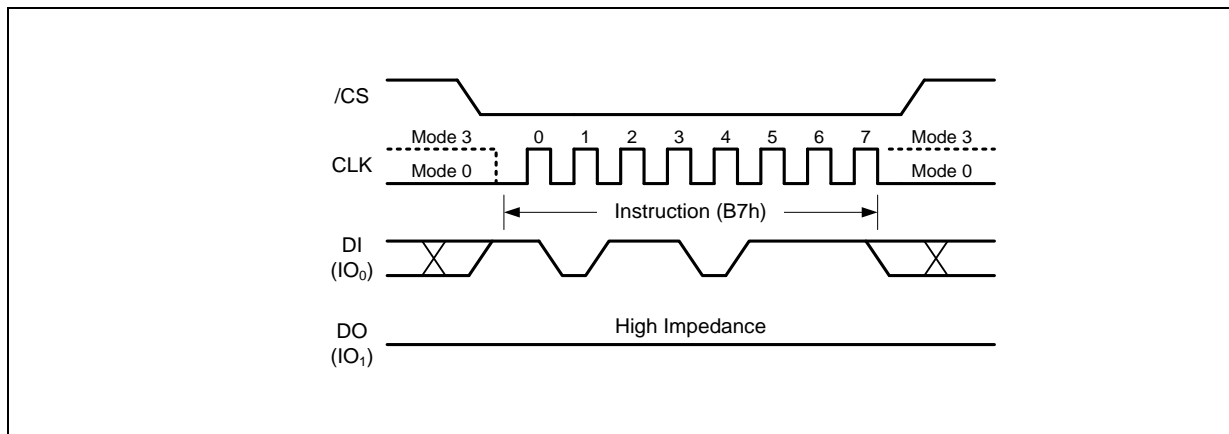 /CS
Mode 3 0 1 2 3 4 5 6 7 Mode 3
CLK
Mode 0 Mode 0
Instruction (B7h)
DI
(IO₀)
High Impedance
DO
(IO₁)